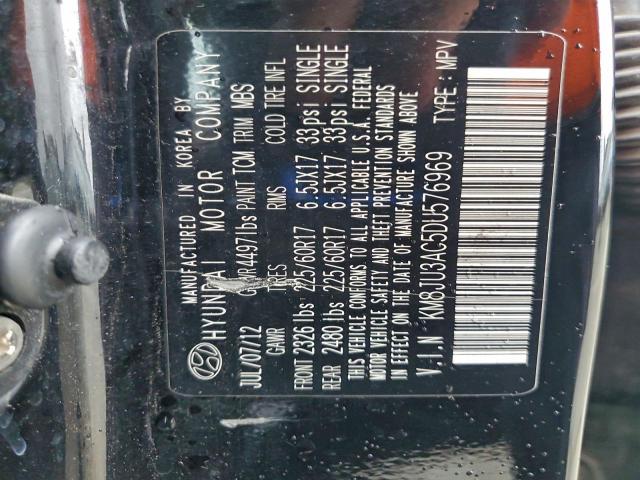 MANUFACTURED IN KOREA BY
HYUNDAI MOTOR COMPANY
JUL/07/12 GVWR 4497lbs PANT TCM TRIM MBS
GAWR TIRES RIMS COLD TIRE INFL
FRONT 2326 lbs 225/60R17 6.5JX17 33psi SINGLE
REAR 2480 lbs 225/60R17 6.5JX17 33psi SINGLE
THIS VEHICLE CONFORMS TO ALL APPLICABLE U.S.A. FEDERAL
MOTOR VEHICLE SAFETY AND THEFT PREVENTION STANDARDS
IN EFFECT ON THE DATE OF MANUFACTURE SHOWN ABOVE.
V.I.N KM8JU3AC5DU576969 TYPE : MPV